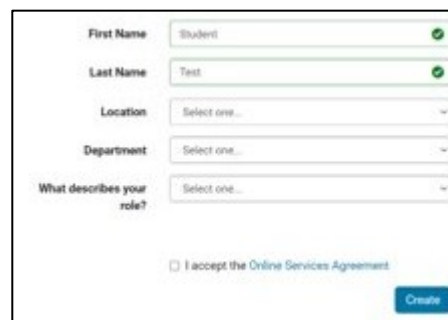 First Name Student
Last Name Test
Location Select one...
Department Select one...
What describes your
role? Select one...
I accept the Online Services Agreement
Create